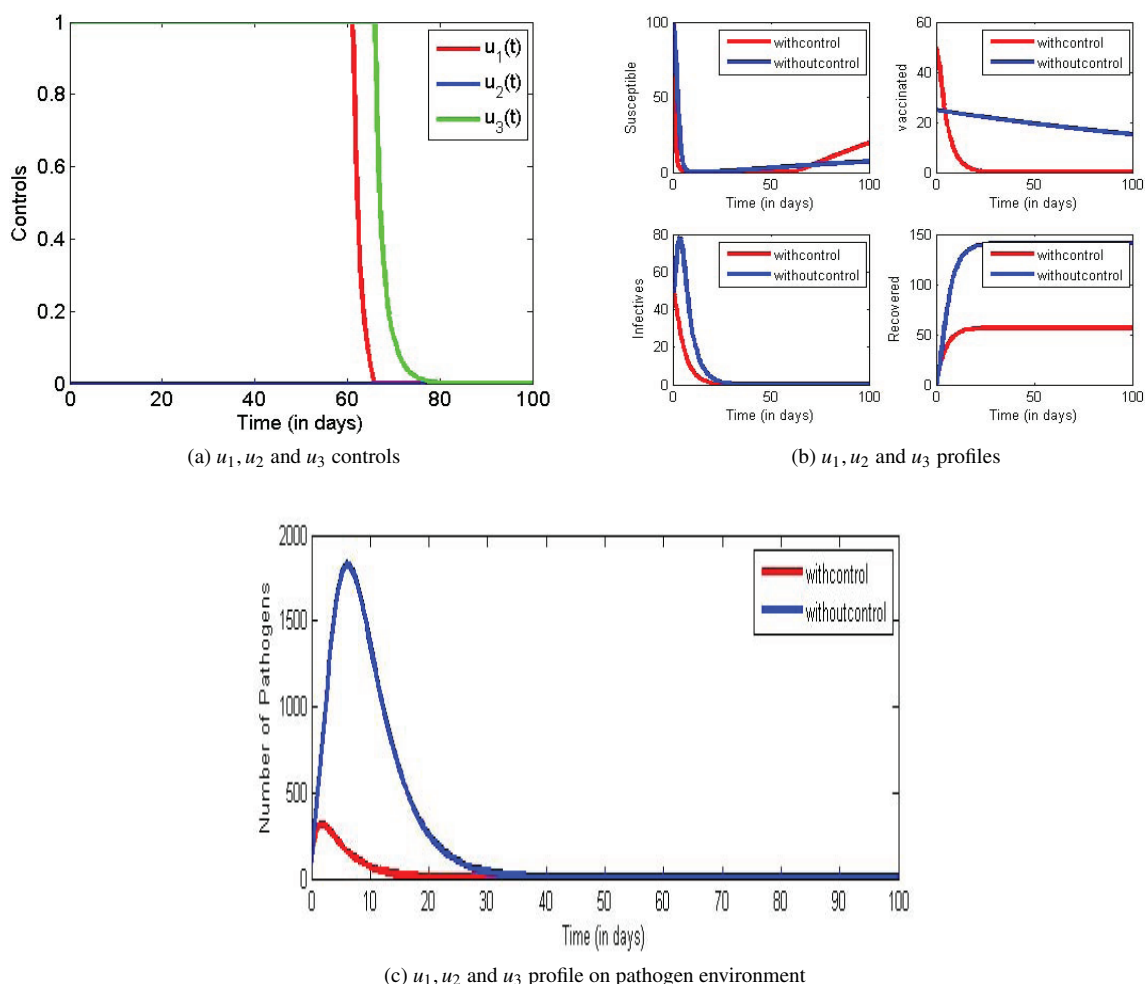 1
0.8
0.6
0.4
0.2
0
0 20 40 60 80 100
Controls
Time (in days)
u1(t)
u2(t)
u3(t)
(a) u1, u2 and u3 controls
100
50
0
0 50 100
Susceptible
Time (in days)
withcontrol
withoutcontrol
60
40
20
0
0 50 100
vaccinated
Time (in days)
withcontrol
withoutcontrol
80
60
40
20
0
0 50 100
Infectives
Time (in days)
withcontrol
withoutcontrol
150
100
50
0
0 50 100
Recovered
Time (in days)
withcontrol
withoutcontrol
(b) u1, u2 and u3 profiles
2000
1500
1000
500
0
0 10 20 30 40 50 60 70 80 90 100
Number of Pathogens
Time (in days)
withcontrol
withoutcontrol
(c) u1, u2 and u3 profile on pathogen environment